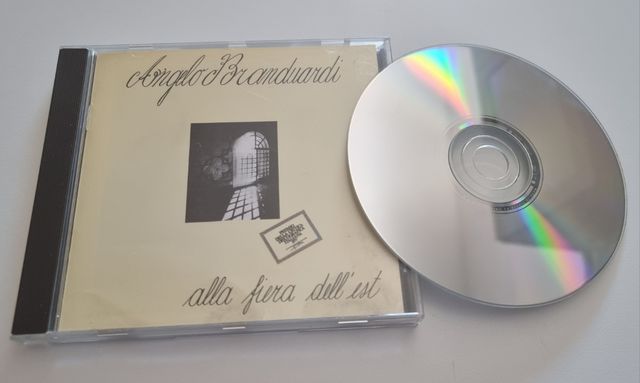 Angelo Branduardi
alla fiera dell'est